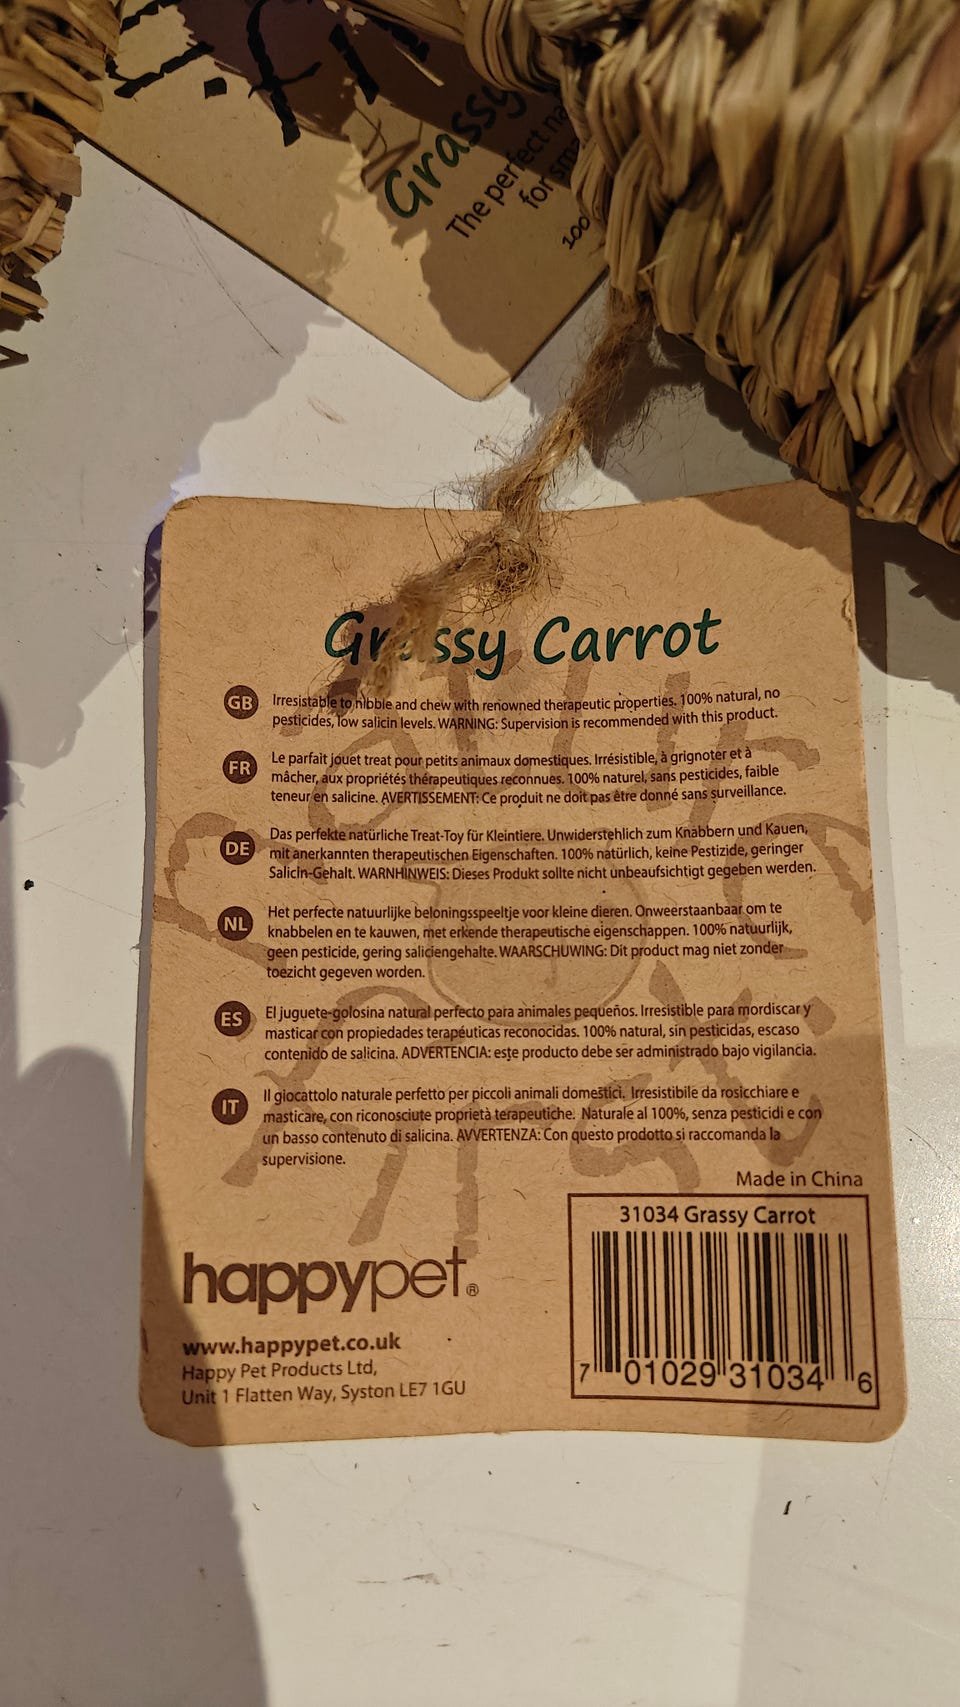 Grassy
The perfect
for
100
Grassy Carrot
GB Irresistable to nibble and chew with renowned therapeutic properties. 100% natural, no
pesticides, low salicin levels. WARNING: Supervision is recommended with this product.
FR Le parfait jouet treat pour petits animaux domestiques. Irrésistible, à grignoter et à
mâcher, aux propriétés thérapeutiques reconnues. 100% naturel, sans pesticides, faible
teneur en salicine. AVERTISSEMENT: Ce produit ne doit pas être donné sans surveillance.
DE Das perfekte natürliche Treat-Toy für Kleintiere. Unwiderstehlich zum Knabbern und Kauen,
mit anerkannten therapeutischen Eigenschaften. 100% natürlich, keine Pestizide, geringer
Salicin-Gehalt. WARNHINWEIS: Dieses Produkt sollte nicht unbeaufsichtigt gegeben werden.
NL Het perfecte natuurlijke beloningsspeeltje voor kleine dieren. Onweerstaanbaar om te
knabbelen en te kauwen, met erkende therapeutische eigenschappen. 100% natuurlijk,
geen pesticide, gering saliciengehalte. WAARSCHUWING: Dit product mag niet zonder
toezicht gegeven worden.
ES El juguete-golosina natural perfecto para animales pequeños. Irresistible para mordiscar y
masticar con propiedades terapéuticas reconocidas. 100% natural, sin pesticidas, escaso
contenido de salicina. ADVERTENCIA: este producto debe ser administrado bajo vigilancia.
IT Il giocattolo naturale perfetto per piccoli animali domestici. Irresistibile da rosicchiare e
masticare, con riconosciute proprietà terapeutiche. Naturale al 100%, senza pesticidi e con
un basso contenuto di salicina. AVVERTENZA: Con questo prodotto si raccomanda la
supervisione.
Made in China
31034 Grassy Carrot
7 01029 31034 6
happypet®
www.happypet.co.uk
Happy Pet Products Ltd,
Unit 1 Flatten Way, Syston LE7 1GU